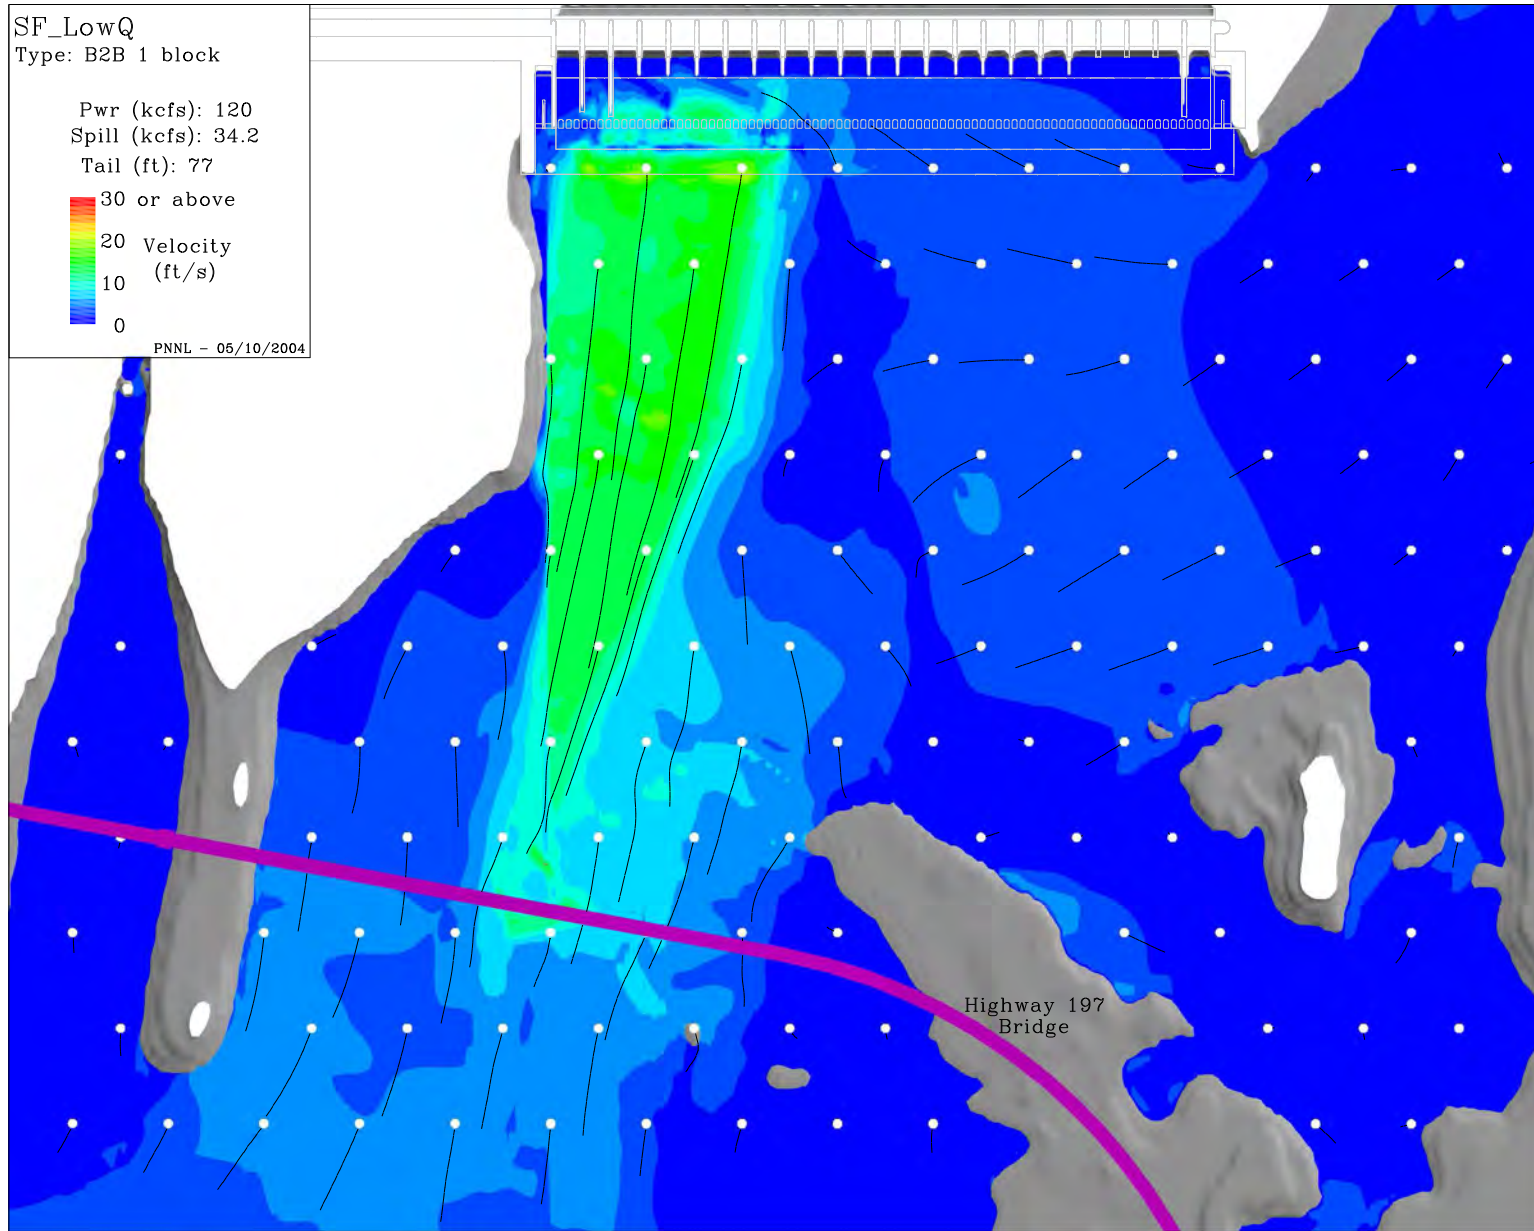 SF_LowQ
Type: B2B 1 block
Pwr (kcfs): 120
Spill (kcfs): 34.2
Tail (ft): 77
30 or above
20
Velocity
(ft/s)
10
0
PNNL - 05/10/2004
Highway 197
Bridge